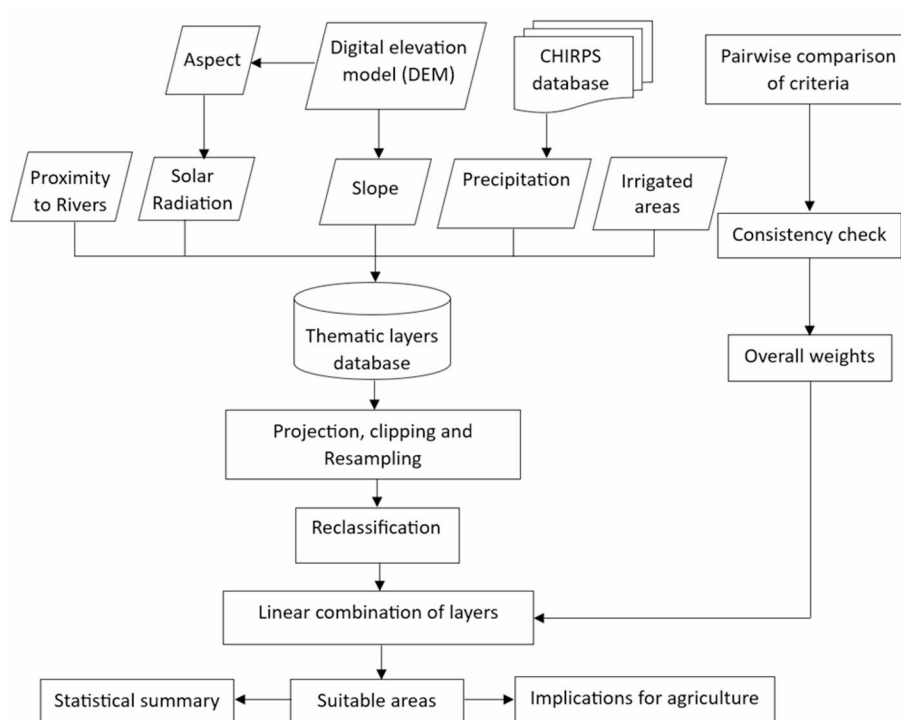 Aspect
Digital elevation
model (DEM)
CHIRPS
database
Pairwise comparison
of criteria
Proximity
to Rivers
Solar
Radiation
Slope
Precipitation
Irrigated
areas
Consistency check
Thematic layers
database
Overall weights
Projection, clipping and
Resampling
Reclassification
Linear combination of layers
Statistical summary
Suitable areas
Implications for agriculture